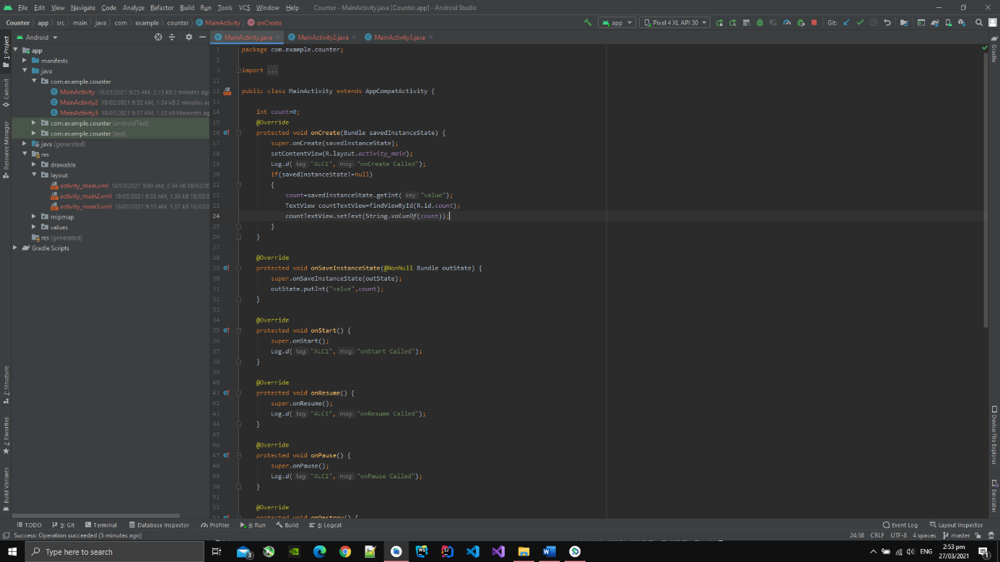 File Edit View Navigate Code Analyze Refactor Build Run Tools VCS Window Help Counter - MainActivity.java [Counter.app] - Android Studio
Counter app src main java com example counter MainActivity onCreate app Pixel 4 XL API 30 Git:
Android
MainActivity.java MainActivity2.java MainActivity3.java
1: Project
Commit
Resource Manager
Z: Structure
2: Favorites
Build Variants
app
manifests
java
com.example.counter
MainActivity 18/03/2021 9:25 AM, 2.13 kB 2 minutes ago
MainActivity2 18/03/2021 9:32 AM, 1.24 kB 2 minutes ag
MainActivity3 18/03/2021 9:17 AM, 1.03 kB Moments ag
com.example.counter (androidTest)
com.example.counter (test)
java (generated)
res
drawable
layout
activity_main.xml 18/03/2021 9:00 AM, 2.34 kB 18/03/20
activity_main2.xml 18/03/2021 9:32 AM, 1.56 kB 18/03/2
activity_main3.xml 18/03/2021 9:10 AM, 1.07 kB 18/03/2
mipmap
values
res (generated)
Gradle Scripts
1 package com.example.counter;
2
3 import ...
11
12 public class MainActivity extends AppCompatActivity {
13
14 int count=0;
15 @Override
16 protected void onCreate(Bundle savedInstanceState) {
17 super.onCreate(savedInstanceState);
18 setContentView(R.layout.activity_main);
19 Log.d( tag: "ALC1", msg: "onCreate Called");
20 if(savedInstanceState!=null)
21 {
22 count=savedInstanceState.getInt( key: "value");
23 TextView countTextView=findViewById(R.id.count);
24 countTextView.setText(String.valueOf(count));
25 }
26 }
27
28 @Override
29 protected void onSaveInstanceState(@NonNull Bundle outState) {
30 super.onSaveInstanceState(outState);
31 outState.putInt("value",count);
32 }
33
34 @Override
35 protected void onStart() {
36 super.onStart();
37 Log.d( tag: "ALC1", msg: "onStart Called");
38 }
39
40 @Override
41 protected void onResume() {
42 super.onResume();
43 Log.d( tag: "ALC1", msg: "onResume Called");
44 }
45
46 @Override
47 protected void onPause() {
48 super.onPause();
49 Log.d( tag: "ALC1", msg: "onPause Called");
50 }
51
52 @Override
53 protected void onDestroy() {
Gradle
Device File Explorer
Emulator
TODO 9: Git Terminal Database Inspector Profiler 4: Run Build 6: Logcat Event Log Layout Inspector
Success: Operation succeeded (5 minutes ago) 24:58 CRLF UTF-8 4 spaces master
Type here to search 3 WS ENG 2:53 pm
27/03/2021 1